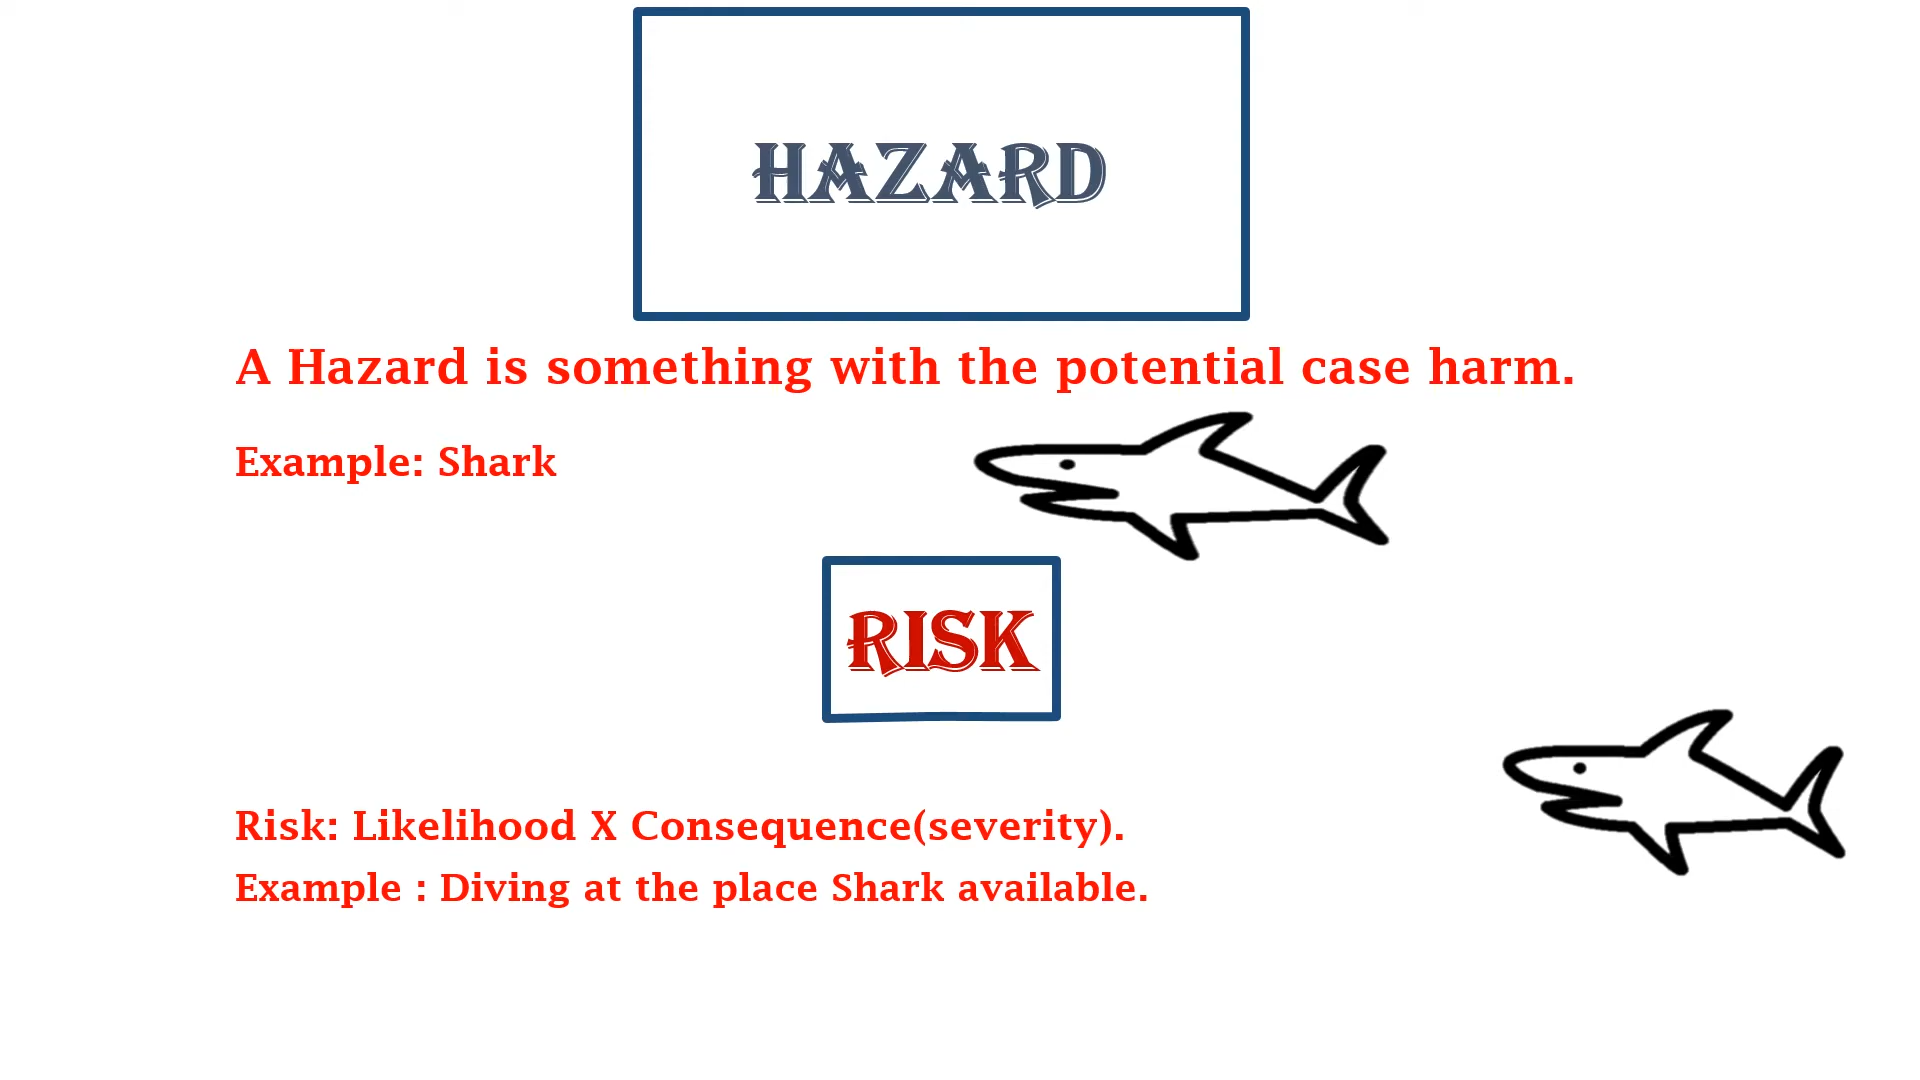 HAZARD
A Hazard is something with the potential case harm.
Example: Shark
RISK
Risk: Likelihood X Consequence(severity).
Example : Diving at the place Shark available.